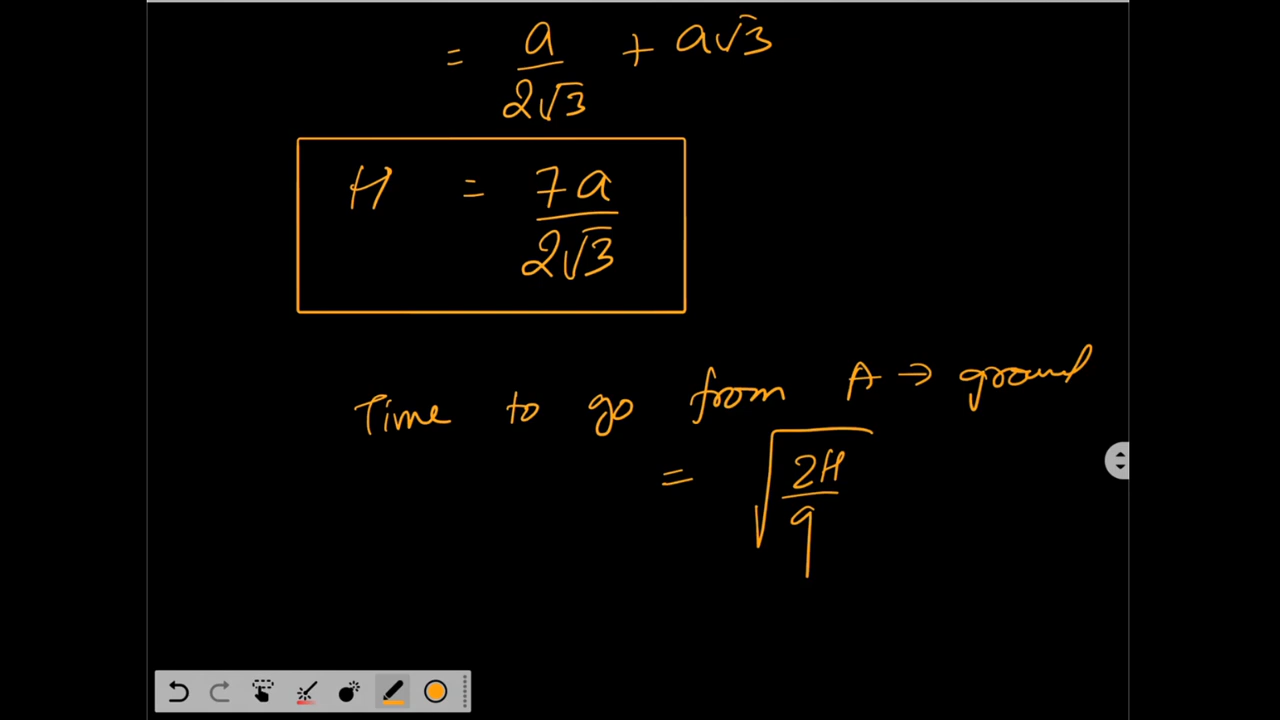 = a/2√3 + a√3
H = 7a/2√3
Time to go from A → ground
= √(2H/g)